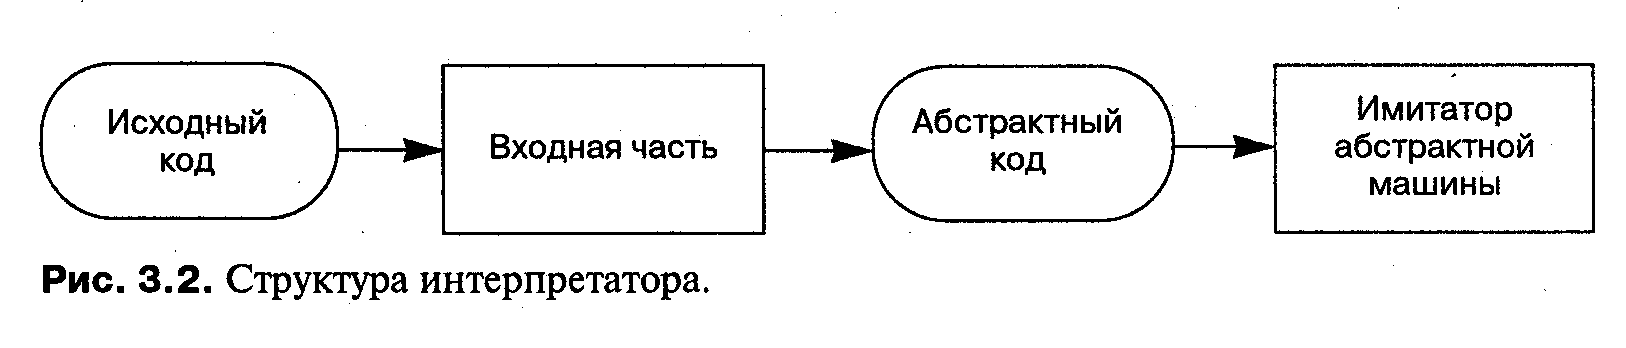 Исходный
код
Входная часть
Абстрактный
код
Имитатор
абстрактной
машины
Рис. 3.2. Структура интерпретатора.